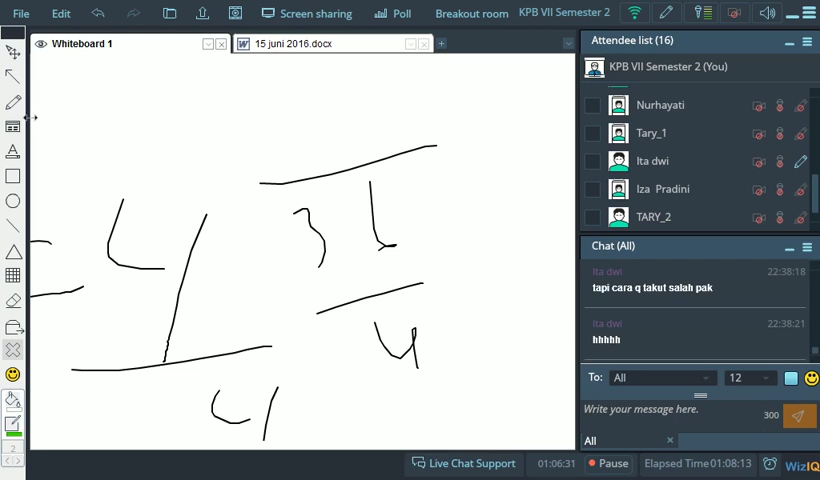 File Edit Screen sharing Poll Breakout room KPB VII Semester 2
Whiteboard 1
15 juni 2016.docx
Attendee list (16)
KPB VII Semester 2 (You)
Nurhayati
Tary_1
Ita dwi
Iza Pradini
TARY_2
Chat (All)
Ita dwi 22:38:18
tapi cara q takut salah pak
Ita dwi 22:38:21
hhhhh
To: All 12
Write your message here. 300
All
Live Chat Support 01:06:31 Pause Elapsed Time 01:08:13 WizIQ
A
2
4
4